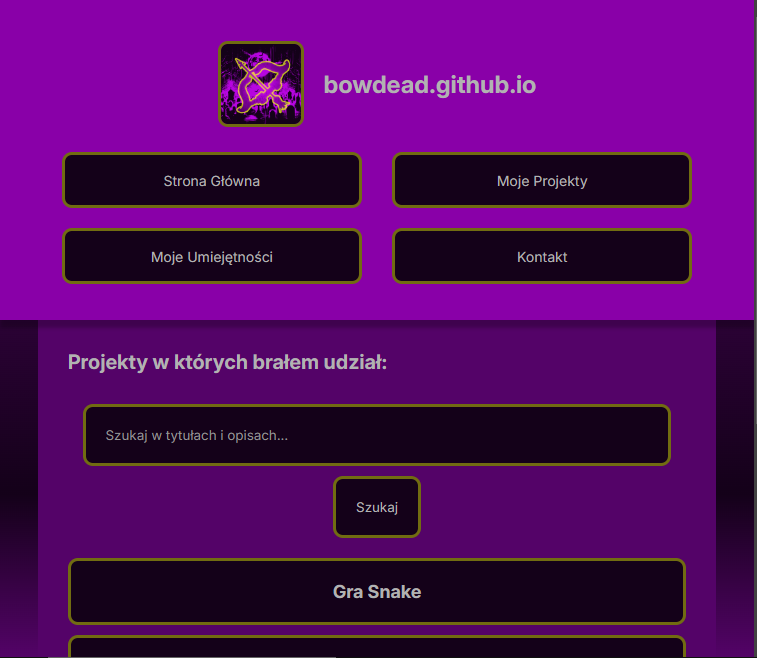 bowdead.github.io
Strona Główna
Moje Projekty
Moje Umiejętności
Kontakt
Projekty w których brałem udział:
Szukaj w tytułach i opisach...
Szukaj
Gra Snake